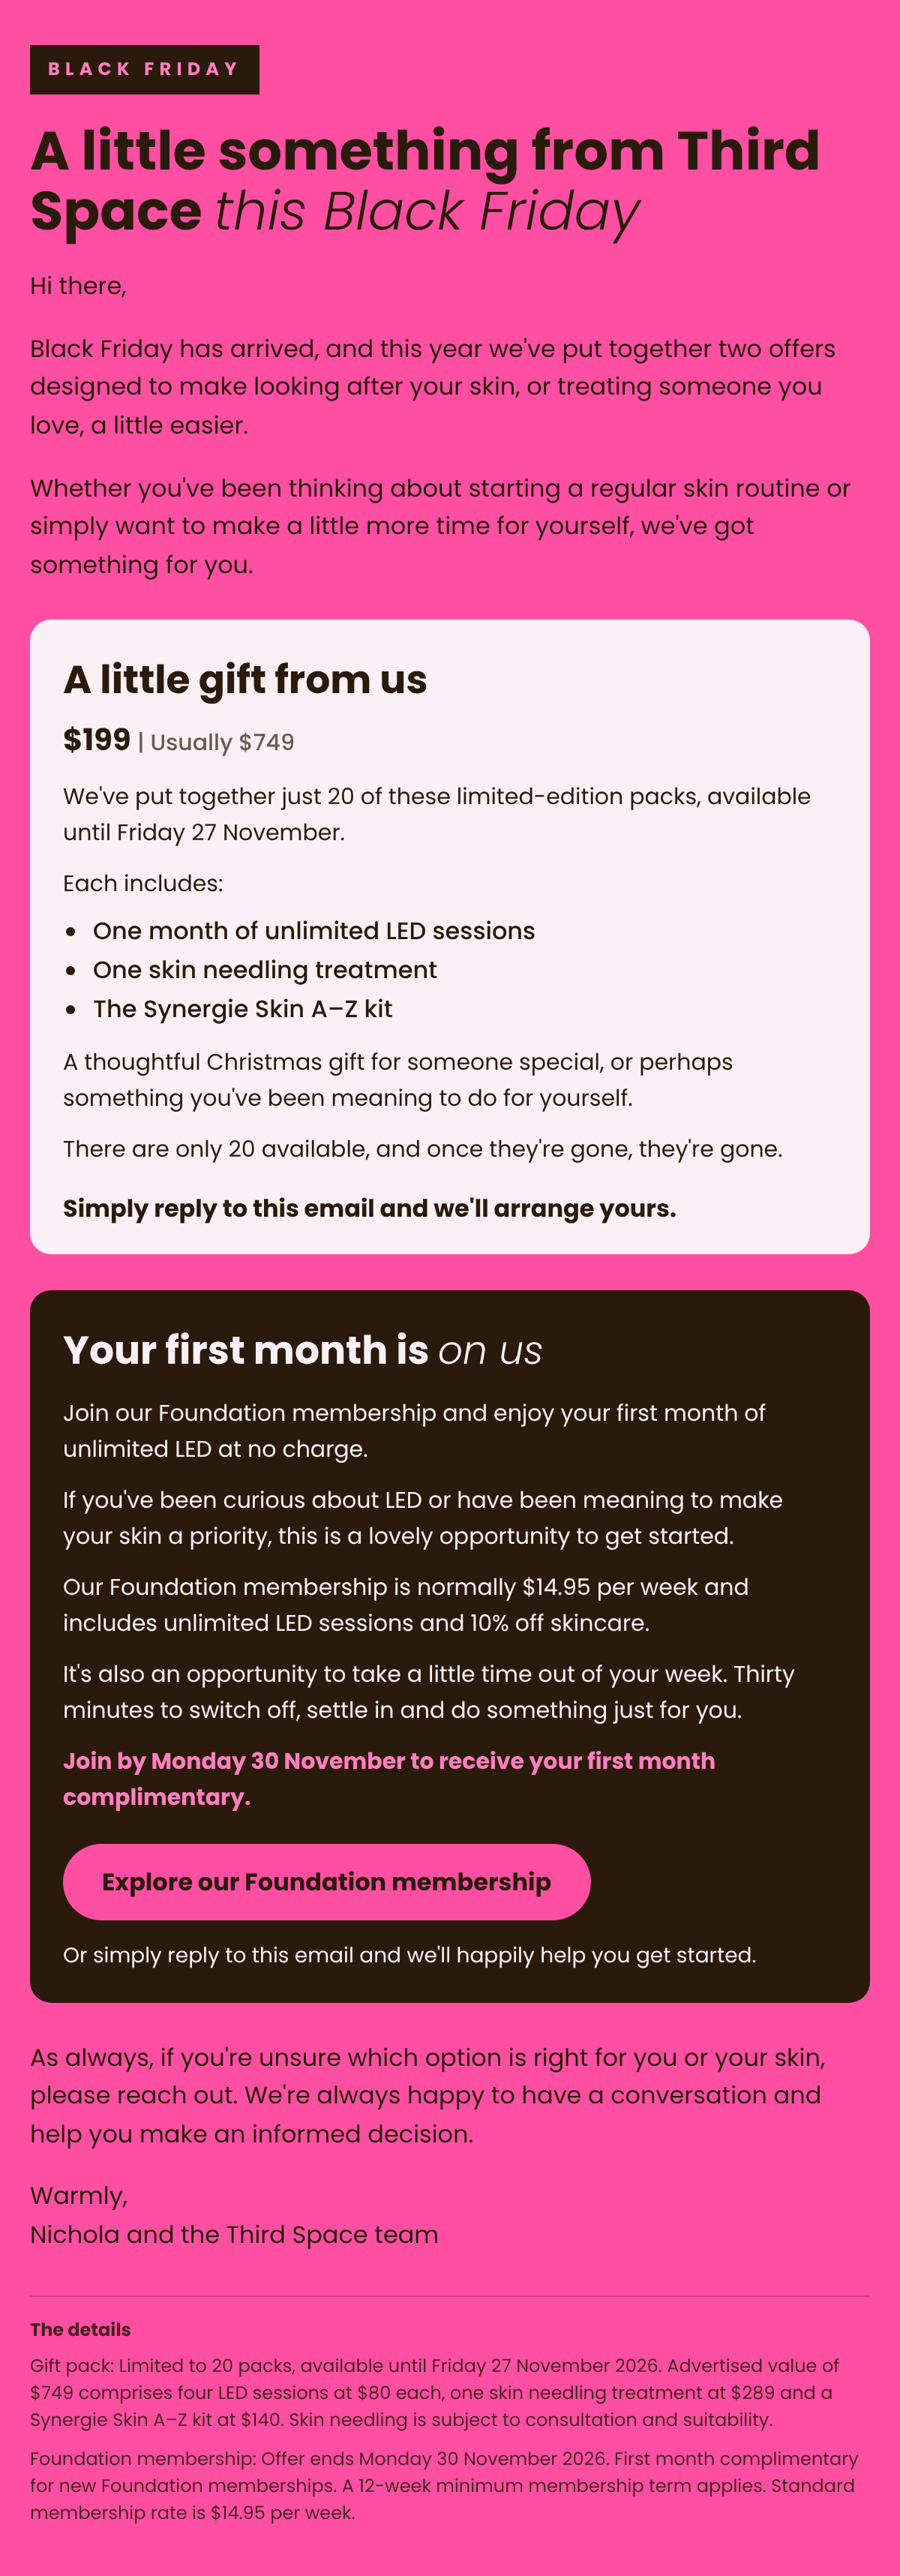 BLACK FRIDAY
A little something from Third
Space this Black Friday
Hi there,
Black Friday has arrived, and this year we've put together two offers
designed to make looking after your skin, or treating someone you
love, a little easier.
Whether you've been thinking about starting a regular skin routine or
simply want to make a little more time for yourself, we've got
something for you.
A little gift from us
$199 | Usually $749
We've put together just 20 of these limited-edition packs, available
until Friday 27 November.
Each includes:
• One month of unlimited LED sessions
• One skin needling treatment
• The Synergie Skin A–Z kit
A thoughtful Christmas gift for someone special, or perhaps
something you've been meaning to do for yourself.
There are only 20 available, and once they're gone, they're gone.
Simply reply to this email and we'll arrange yours.
Your first month is on us
Join our Foundation membership and enjoy your first month of
unlimited LED at no charge.
If you've been curious about LED or have been meaning to make
your skin a priority, this is a lovely opportunity to get started.
Our Foundation membership is normally $14.95 per week and
includes unlimited LED sessions and 10% off skincare.
It's also an opportunity to take a little time out of your week. Thirty
minutes to switch off, settle in and do something just for you.
Join by Monday 30 November to receive your first month
complimentary.
Explore our Foundation membership
Or simply reply to this email and we'll happily help you get started.
As always, if you're unsure which option is right for you or your skin,
please reach out. We're always happy to have a conversation and
help you make an informed decision.
Warmly,
Nichola and the Third Space team
The details
Gift pack: Limited to 20 packs, available until Friday 27 November 2026. Advertised value of
$749 comprises four LED sessions at $80 each, one skin needling treatment at $289 and a
Synergie Skin A–Z kit at $140. Skin needling is subject to consultation and suitability.
Foundation membership: Offer ends Monday 30 November 2026. First month complimentary
for new Foundation memberships. A 12-week minimum membership term applies. Standard
membership rate is $14.95 per week.